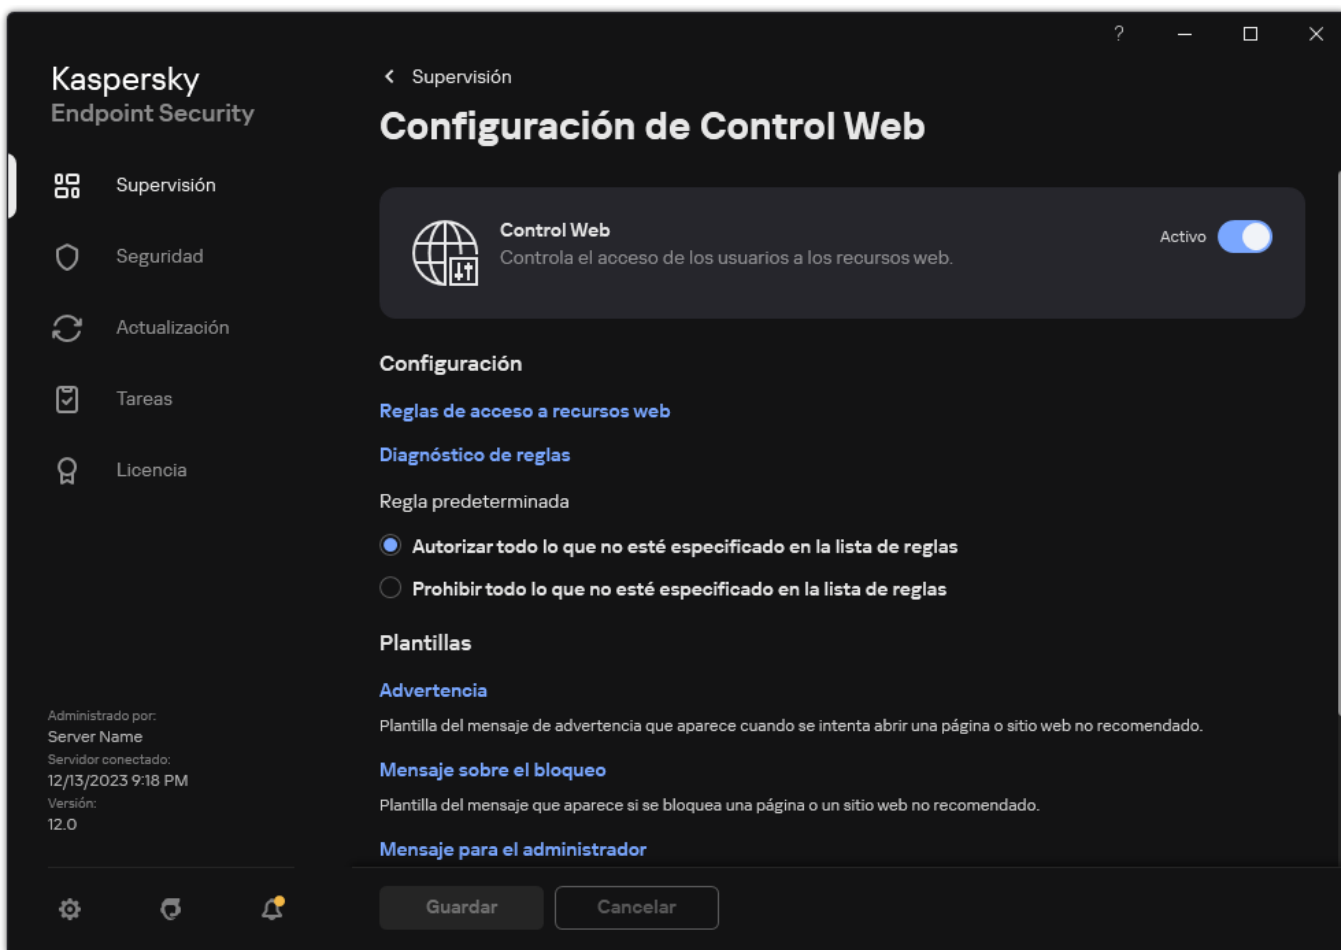 ?
Kaspersky
Endpoint Security
Supervisión
Seguridad
Actualización
Tareas
Licencia
Administrado por:
Server Name
Servidor conectado:
12/13/2023 9:18 PM
Versión:
12.0
Supervisión
Configuración de Control Web
Control Web
Controla el acceso de los usuarios a los recursos web.
Activo
Configuración
Reglas de acceso a recursos web
Diagnóstico de reglas
Regla predeterminada
Autorizar todo lo que no esté especificado en la lista de reglas
Prohibir todo lo que no esté especificado en la lista de reglas
Plantillas
Advertencia
Plantilla del mensaje de advertencia que aparece cuando se intenta abrir una página o sitio web no recomendado.
Mensaje sobre el bloqueo
Plantilla del mensaje que aparece si se bloquea una página o un sitio web no recomendado.
Mensaje para el administrador
Guardar
Cancelar